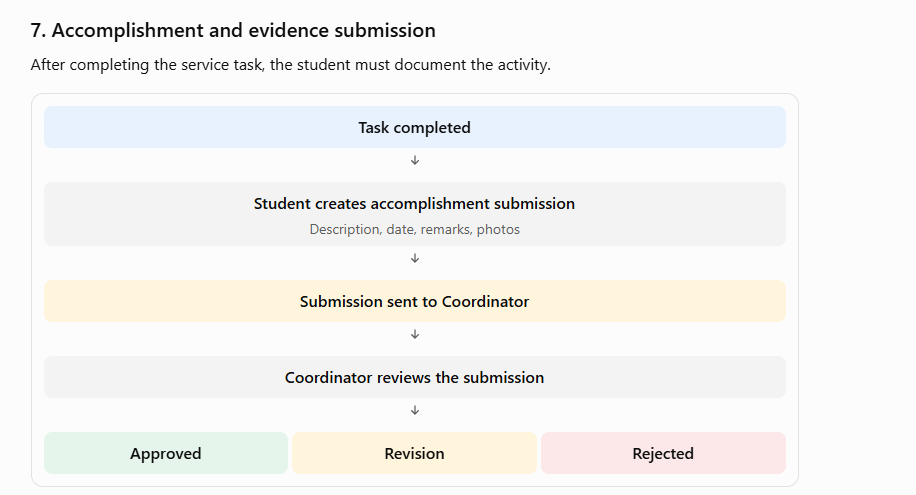 7. Accomplishment and evidence submission
After completing the service task, the student must document the activity.
Task completed
↓
Student creates accomplishment submission
Description, date, remarks, photos
↓
Submission sent to Coordinator
↓
Coordinator reviews the submission
↓
Approved
Revision
Rejected